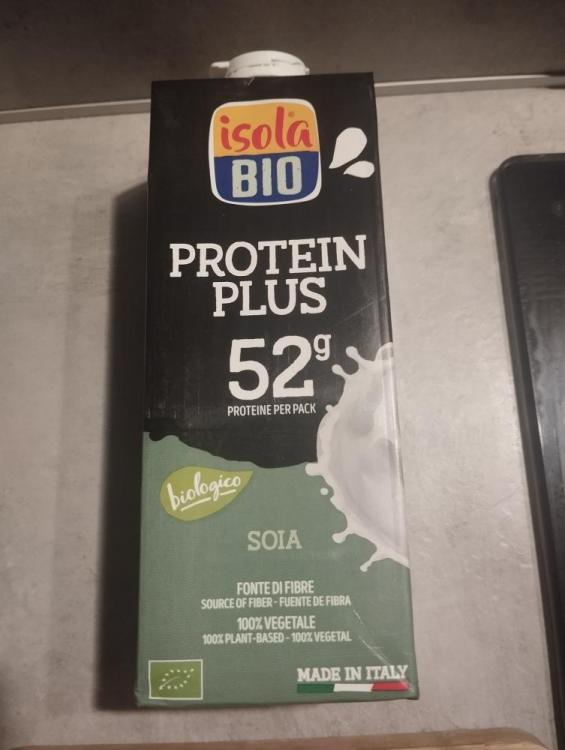 isola
BIO
PROTEIN
PLUS
52g
PROTEINE PER PACK
biologico
SOIA
FONTE DI FIBRE
SOURCE OF FIBER - FUENTE DE FIBRA
100% VEGETALE
100% PLANT-BASED - 100% VEGETAL
MADE IN ITALY